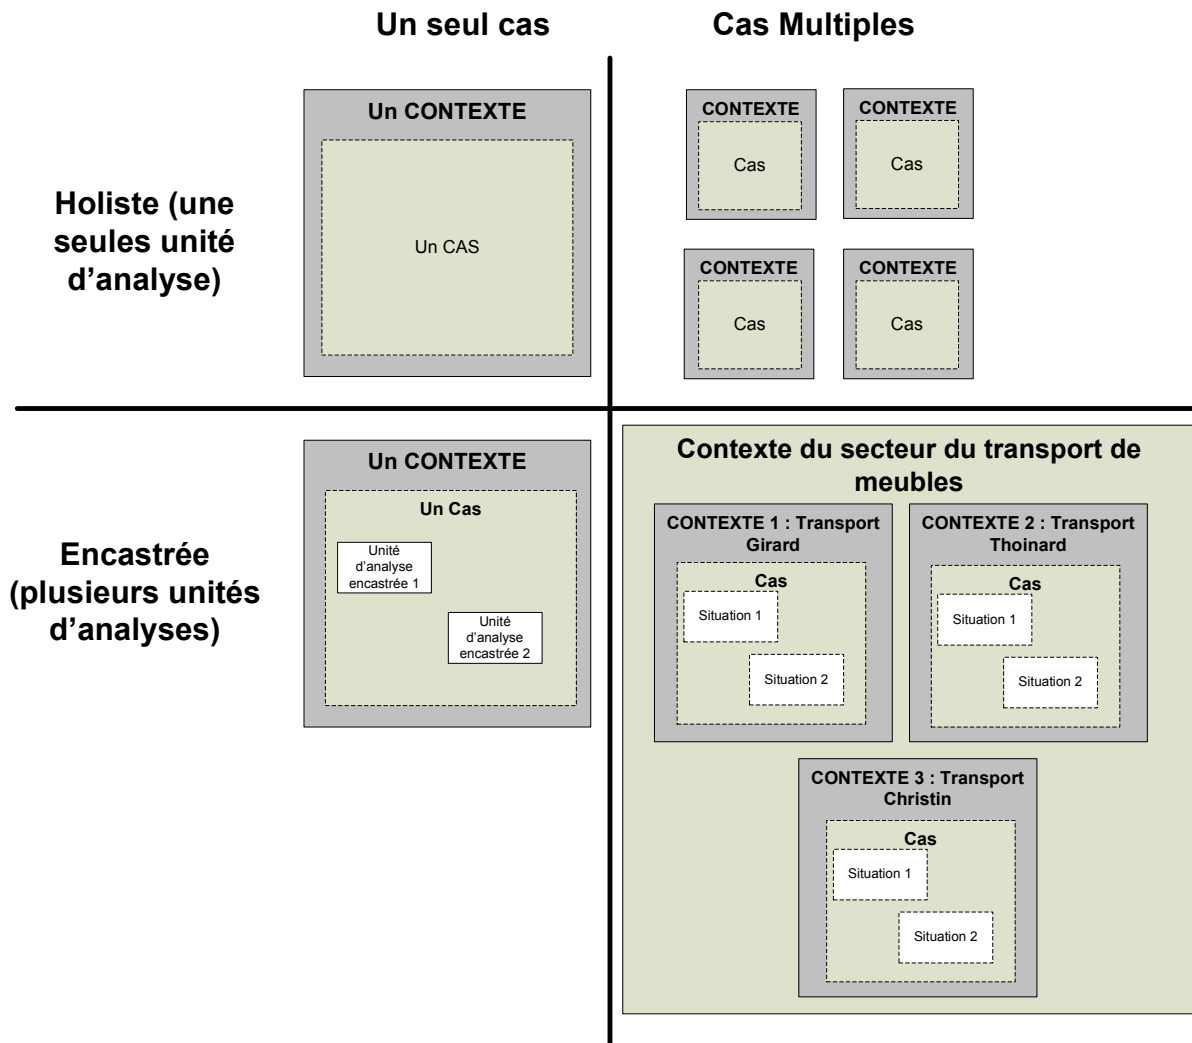 Un seul cas
Cas Multiples
Holiste (une
seules unité
d’analyse)
Un CONTEXTE
Un CAS
CONTEXTE
Cas
CONTEXTE
Cas
CONTEXTE
Cas
CONTEXTE
Cas
Encastrée
(plusieurs unités
d’analyses)
Un CONTEXTE
Un Cas
Unité
d’analyse
encastrée 1
Unité
d’analyse
encastrée 2
Contexte du secteur du transport de
meubles
CONTEXTE 1 : Transport
Girard
Cas
Situation 1
Situation 2
CONTEXTE 2 : Transport
Thoinard
Cas
Situation 1
Situation 2
CONTEXTE 3 : Transport
Christin
Cas
Situation 1
Situation 2